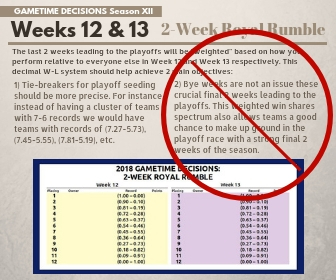 GAMETIME DECISIONS Season XII
Weeks 12 & 13 2-Week Royal Rumble
The last 2 weeks leading to the playoffs will be "weighted" based on how you
perform relative to everyone else in Week 12 and Week 13 respectively. This
decimal W-L system should help achieve 2 main objectives:
1) Tie-breakers for playoff seeding
should be more precise. For instance
instead of having a cluster of teams
with 7-6 records we would have
teams with records of (7.27-5.73),
(7.45-5.55), (7.81-5.19), etc.
2) Bye weeks are not an issue these
crucial final 2 weeks leading to the
playoffs. This weighted win shares
spectrum also allows teams a good
chance to make up ground in the
playoff race with a strong final 2
weeks of the season.
2018 GAMETIME DECISIONS:
2-WEEK ROYAL RUMBLE
Week 12 Week 13
Placing Owner Record Points Placing Owner Record Points
1 (1.00 – 0.00) 1 (1.00 – 0.00)
2 (0.90 – 0.10) 2 (0.90 – 0.10)
3 (0.81 – 0.19) 3 (0.81 – 0.19)
4 (0.72 – 0.28) 4 (0.72 – 0.28)
5 (0.63 – 0.37) 5 (0.63 – 0.37)
6 (0.54 – 0.46) 6 (0.54 – 0.46)
7 (0.45 – 0.55) 7 (0.45 – 0.55)
8 (0.36 – 0.64) 8 (0.36 – 0.64)
9 (0.27 – 0.73) 9 (0.27 – 0.73)
10 (0.18 – 0.82) 10 (0.18 – 0.82)
11 (0.09 – 0.91) 11 (0.09 – 0.91)
12 (0.00 – 1.00) 12 (0.00 – 1.00)